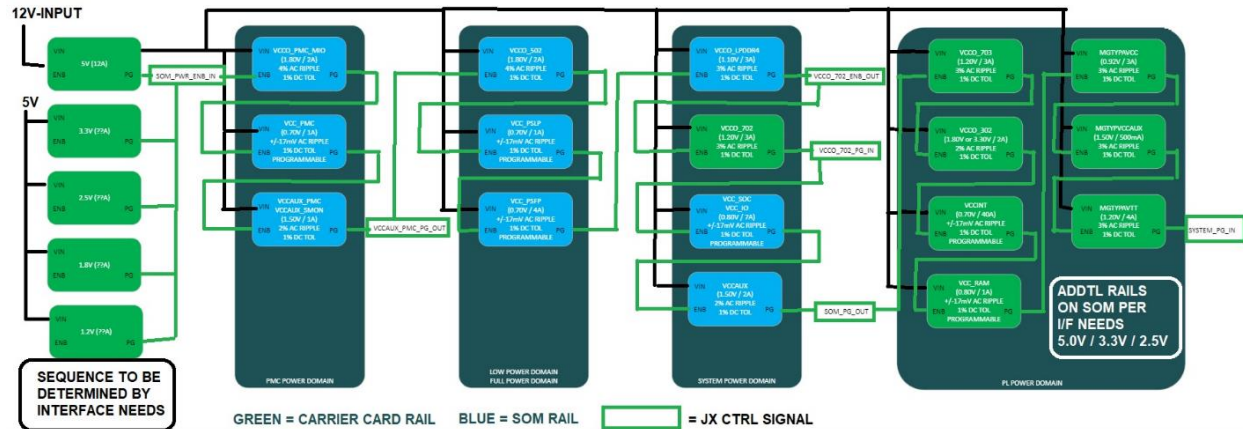 12V-INPUT
VIN
5V (12A)
ENB
PG
SOM_PWR_ENB_IN
5V
VIN
3.3V (??A)
ENB
PG
VIN
2.5V (??A)
ENB
PG
VIN
1.8V (??A)
ENB
PG
VIN
1.2V (??A)
ENB
PG
SEQUENCE TO BE
DETERMINED BY
INTERFACE NEEDS
VIN
VCCO_PMC_MIO
(1.80V / 2A)
4% AC RIPPLE
1% DC TOL
ENB
PG
VIN
VCC_PMC
(0.70V / 1A)
+/-17mV AC RIPPLE
1% DC TOL
PROGRAMMABLE
ENB
PG
VIN
VCCAUX_PMC
VCCAUX_SMON
(1.50V / 1A)
2% AC RIPPLE
1% DC TOL
ENB
PG
VCCAUX_PMC_PG_OUT
PMC POWER DOMAIN
VIN
VCCO_502
(1.80V / 2A)
4% AC RIPPLE
1% DC TOL
ENB
PG
VIN
VCC_PSLP
(0.70V / 1A)
+/-17mV AC RIPPLE
1% DC TOL
PROGRAMMABLE
ENB
PG
VIN
VCC_PSFP
(0.70V / 4A)
+/-17mV AC RIPPLE
1% DC TOL
PROGRAMMABLE
ENB
PG
LOW POWER DOMAIN
FULL POWER DOMAIN
VIN
VCCO_LPDDR4
(1.10V / 3A)
3% AC RIPPLE
1% DC TOL
ENB
PG
VCCO_702_ENB_OUT
VIN
VCCO_702
(1.20V / 3A)
3% AC RIPPLE
1% DC TOL
ENB
PG
VCCO_702_PG_IN
VIN
VCC_SOC
VCC_IO
(0.80V / 7A)
+/-17mV AC RIPPLE
1% DC TOL
PROGRAMMABLE
ENB
PG
VIN
VCCAUX
(1.50V / 2A)
2% AC RIPPLE
1% DC TOL
ENB
PG
SOM_PG_OUT
SYSTEM POWER DOMAIN
VIN
VCCO_703
(1.20V / 3A)
3% AC RIPPLE
1% DC TOL
ENB
PG
VIN
VCCO_302
(1.80V or 3.30V / 2A)
2% AC RIPPLE
1% DC TOL
ENB
PG
VIN
VCCINT
(0.70V / 40A)
+/-17mV AC RIPPLE
1% DC TOL
PROGRAMMABLE
ENB
PG
VIN
VCC_RAM
(0.80V / 1A)
+/-17mV AC RIPPLE
1% DC TOL
PROGRAMMABLE
ENB
PG
VIN
MGTYPAVCC
(0.92V / 3A)
3% AC RIPPLE
1% DC TOL
ENB
PG
VIN
MGTYPVCCAUX
(1.50V / 500mA)
3% AC RIPPLE
1% DC TOL
ENB
PG
VIN
MGTYPAVTT
(1.20V / 4A)
3% AC RIPPLE
1% DC TOL
ENB
PG
SYSTEM_PG_IN
ADDTL RAILS
ON SOM PER
I/F NEEDS
5.0V / 3.3V / 2.5V
PL POWER DOMAIN
GREEN = CARRIER CARD RAIL
BLUE = SOM RAIL
= JX CTRL SIGNAL